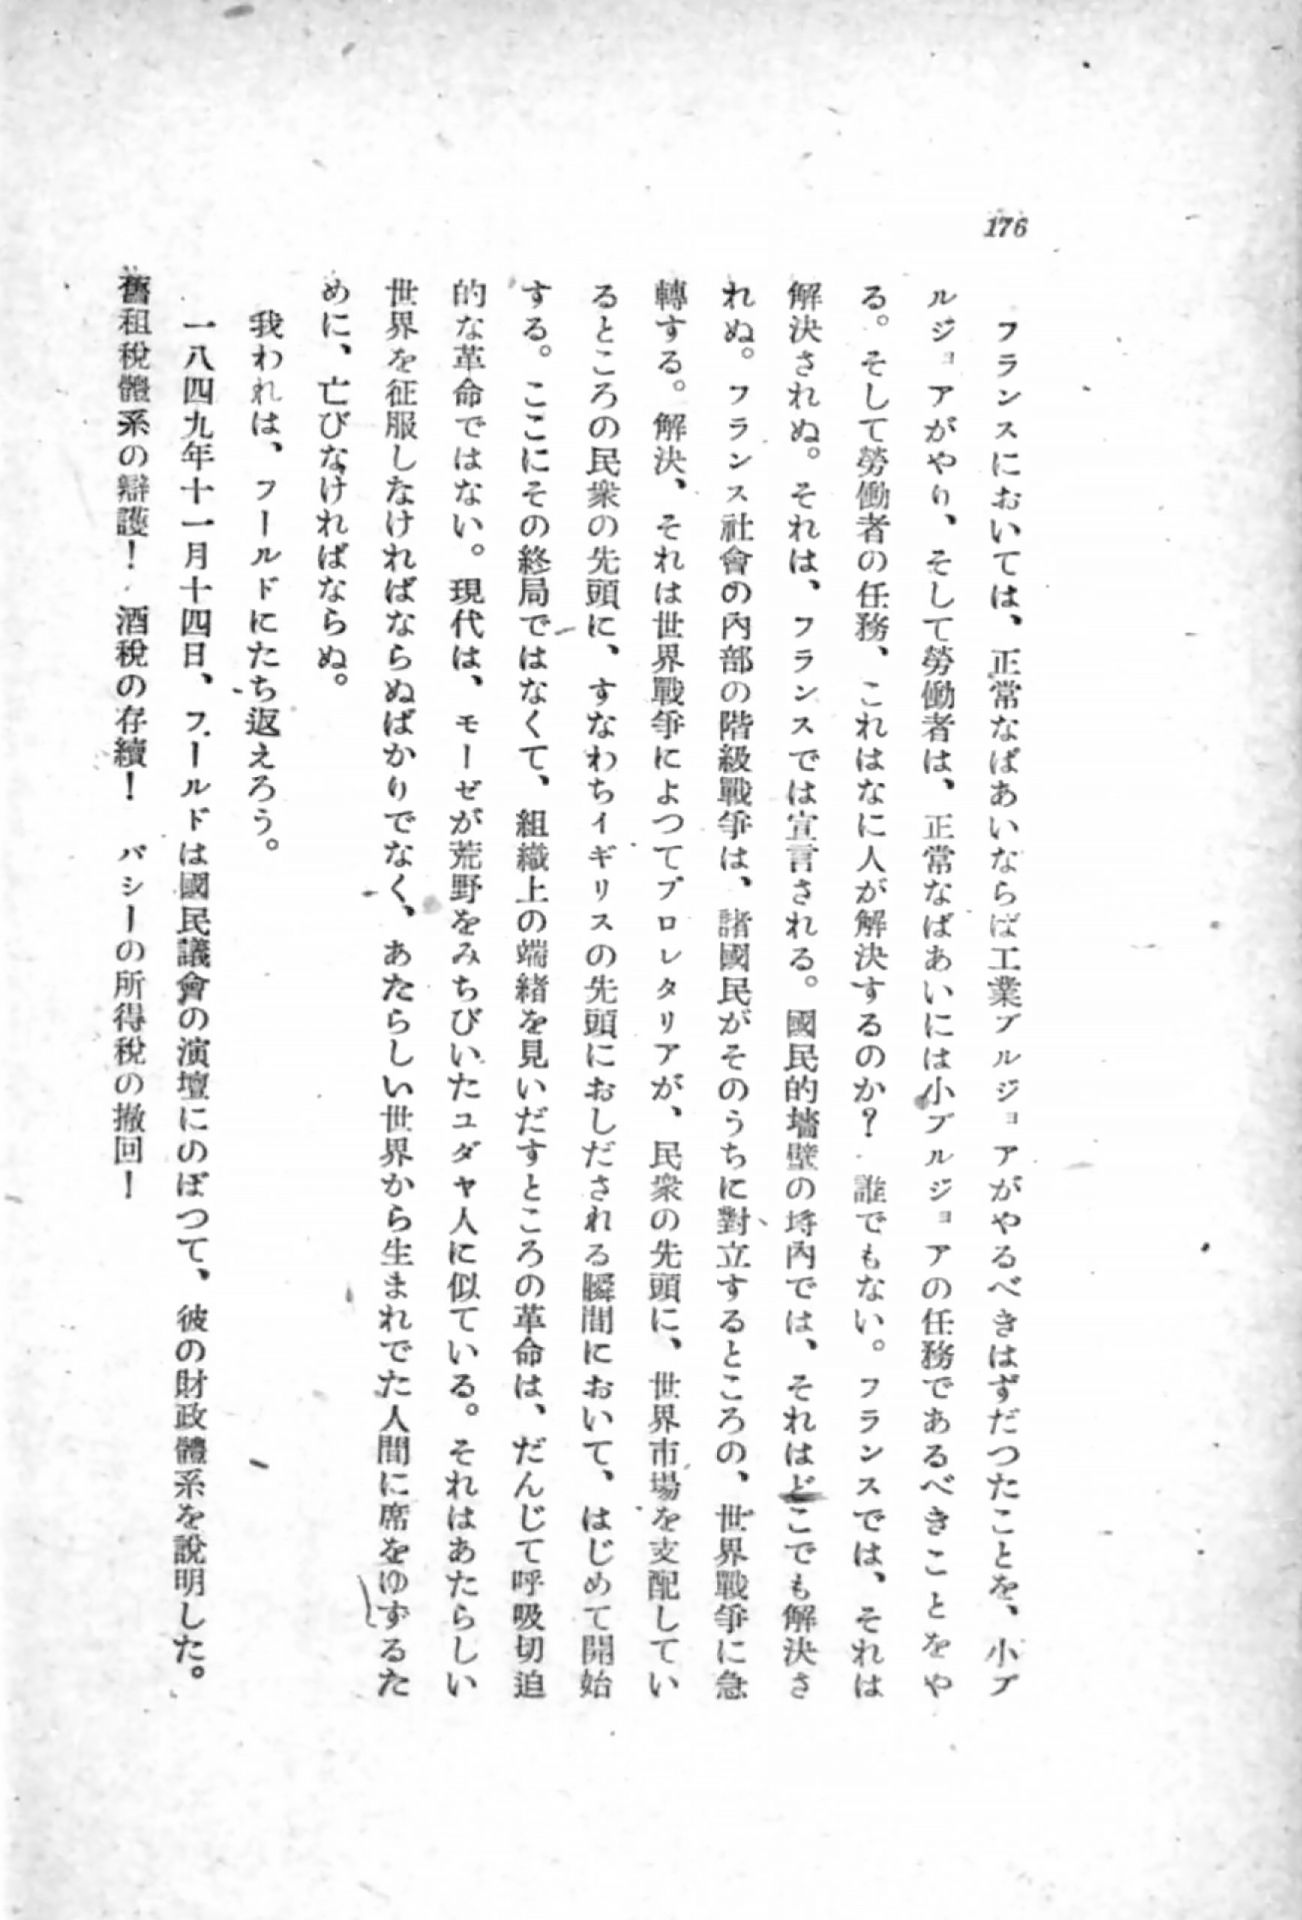 176
フランスにおいては、正常なばあいならば工業ブルジョアがやるべきはずだつたことを、小ブ
ルジョアがやり、そして勞働者は、正常なばあいには小ブルジョアの任務であるべきことをや
る。そして勞働者の任務、これはなに人が解決するのか？　誰でもない。フランスでは、それは
解決されぬ。それは、フランスでは宣言される。國民的墻壁の埓內では、それはどこでも解決さ
れぬ。フランス社會の內部の階級戰爭は、諸國民がそのうちに對立するところの、世界戰爭に急
轉する。解決、それは世界戰爭によつてプロレタリアが、民衆の先頭に、世界市場を支配してい
るところの民衆の先頭に、すなわちイギリスの先頭におしだされる瞬間において、はじめて開始
する。ここにその終局ではなくて、組織上の端緒を見いだすところの革命は、だんじて呼吸切迫
的な革命ではない。現代は、モーゼが荒野をみちびいたユダヤ人に似ている。それはあたらしい
世界を征服しなければならぬばかりでなく、あたらしい世界から生まれでた人間に席をゆずるた
めに、亡びなければならぬ。
我われは、フールドにたち返えろう。
一八四九年十一月十四日、フールドは國民議會の演壇にのぼつて、彼の財政體系を說明した。
舊租稅體系の辯護！　酒稅の存續！　パシーの所得稅の撤回！